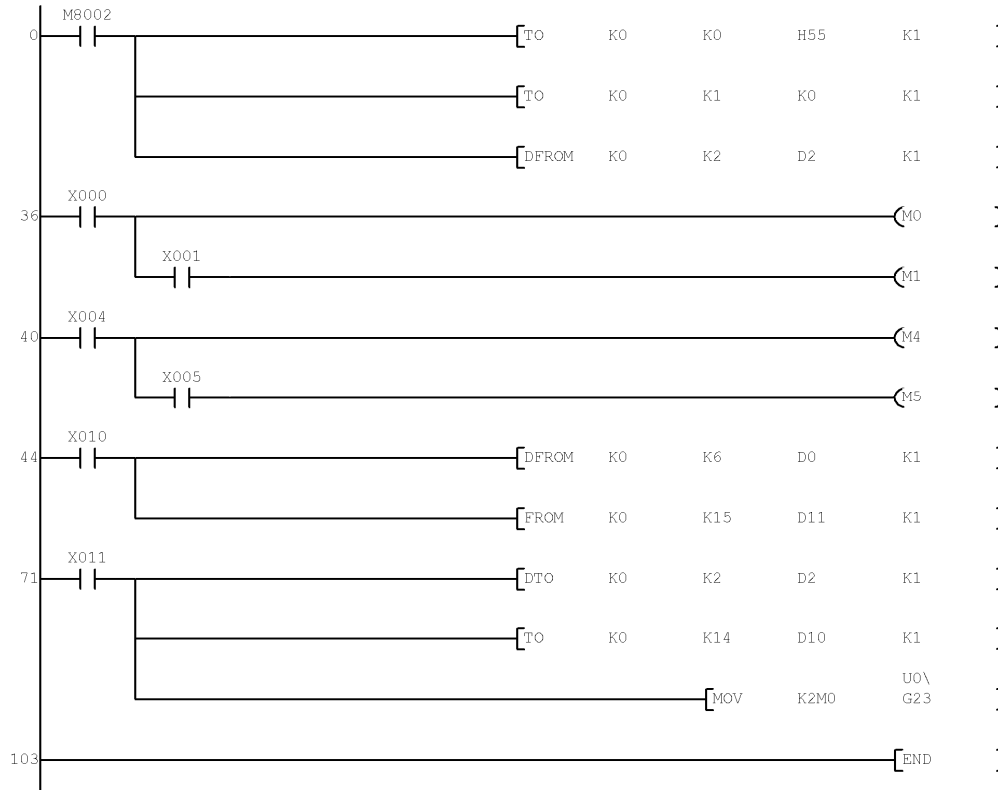 M8002
0 TO K0 K0 H55 K1
TO K0 K1 K0 K1
DFROM K0 K2 D2 K1
X000
36 M0
X001
M1
X004
40 M4
X005
M5
X010
44 DFROM K0 K6 D0 K1
FROM K0 K15 D11 K1
X011
71 DTO K0 K2 D2 K1
TO K0 K14 D10 K1
U0\
MOV K2M0 G23
103 END